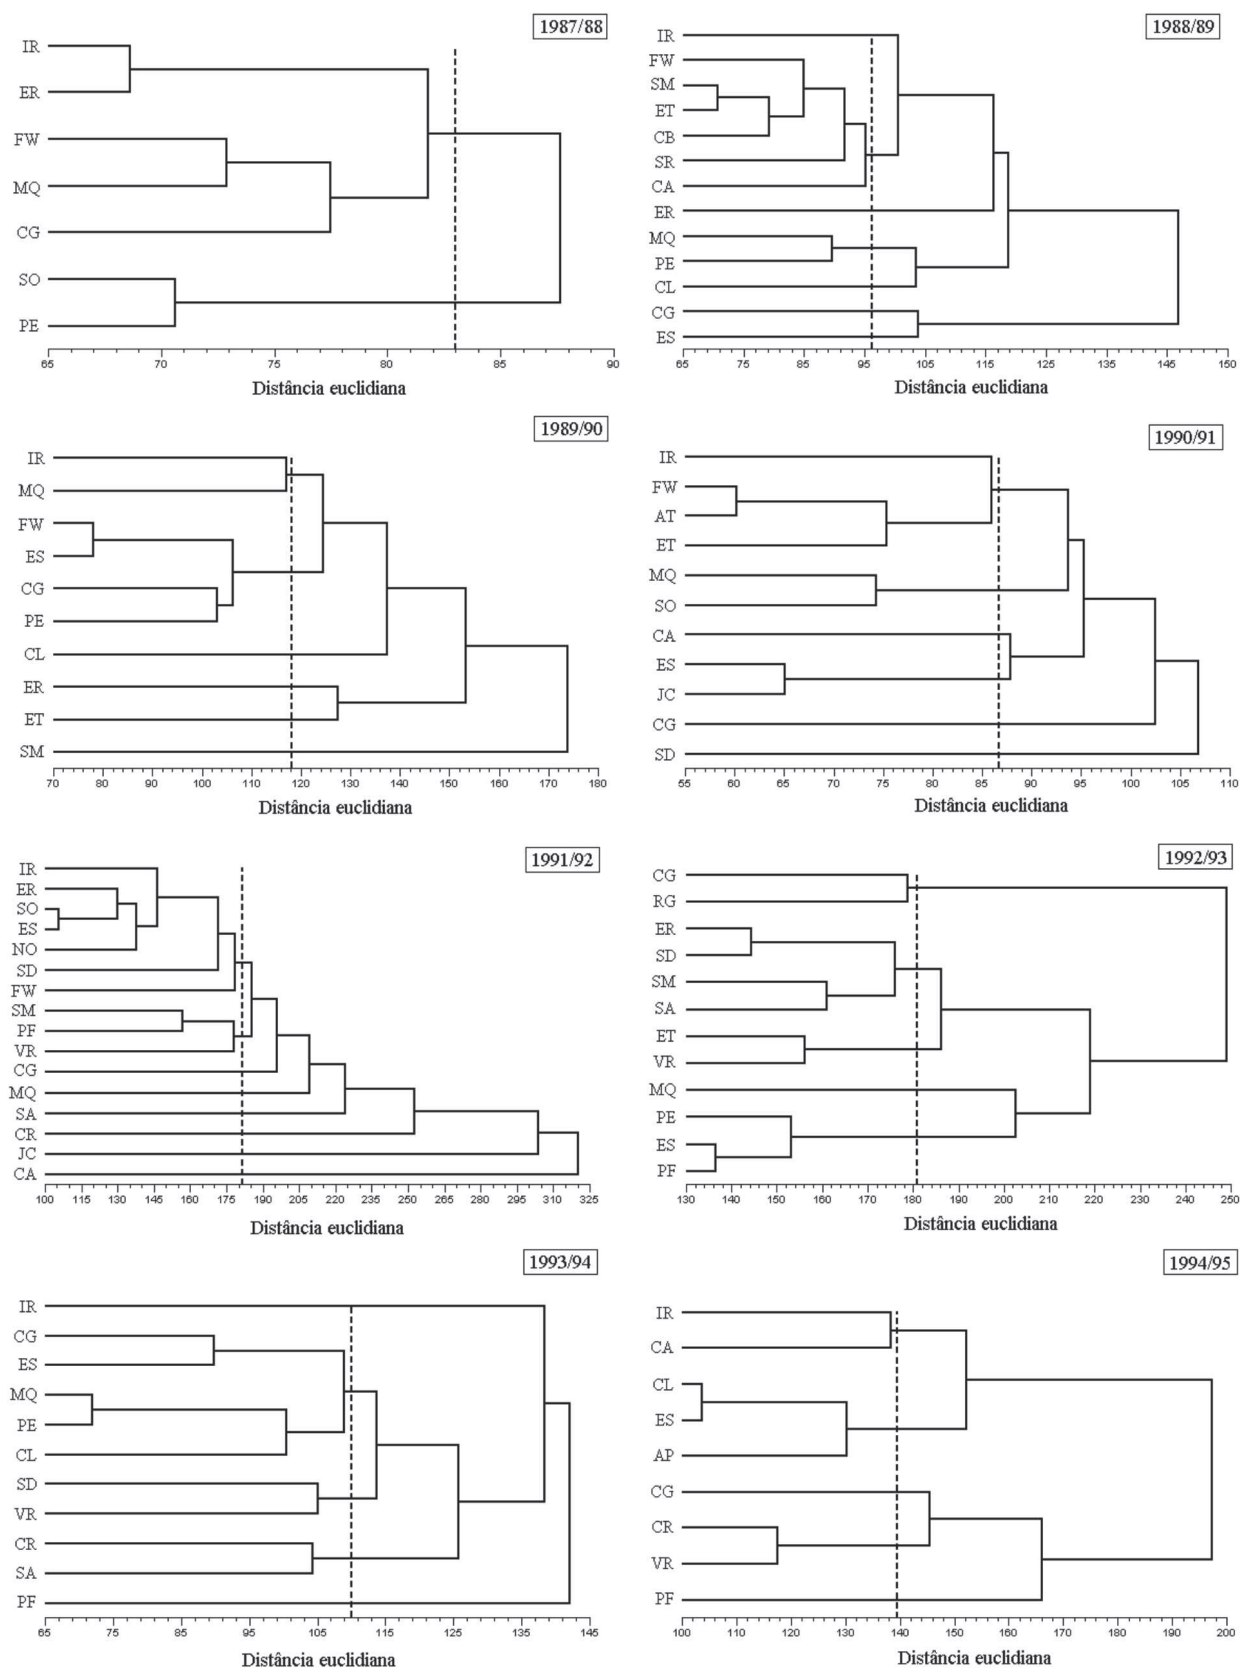 1987/88
IR
ER
FW
MQ
CG
SO
PE
65 70 75 80 85 90
Distância euclidiana
1988/89
IR
FW
SM
ET
CB
SR
CA
ER
MQ
PE
CL
CG
ES
65 75 85 95 105 115 125 135 145 150
Distância euclidiana
1989/90
IR
MQ
FW
ES
CG
PE
CL
ER
ET
SM
70 80 90 100 110 120 130 140 150 160 170 180
Distância euclidiana
1990/91
IR
FW
AT
ET
MQ
SO
CA
ES
JC
CG
SD
55 60 65 70 75 80 85 90 95 100 105 110
Distância euclidiana
1991/92
IR
ER
SO
ES
NO
SD
FW
SM
PF
VR
CG
MQ
SA
CR
JC
CA
100 115 130 145 160 175 190 205 220 235 250 265 280 295 310 325
Distância euclidiana
1992/93
CG
RG
ER
SD
SM
SA
ET
VR
MQ
PE
ES
PF
130 140 150 160 170 180 190 200 210 220 230 240 250
Distância euclidiana
1993/94
IR
CG
ES
MQ
PE
CL
SD
VR
CR
SA
PF
65 75 85 95 105 115 125 135 145
Distância euclidiana
1994/95
IR
CA
CL
ES
AP
CG
CR
VR
PF
100 110 120 130 140 150 160 170 180 190 200
Distância euclidiana